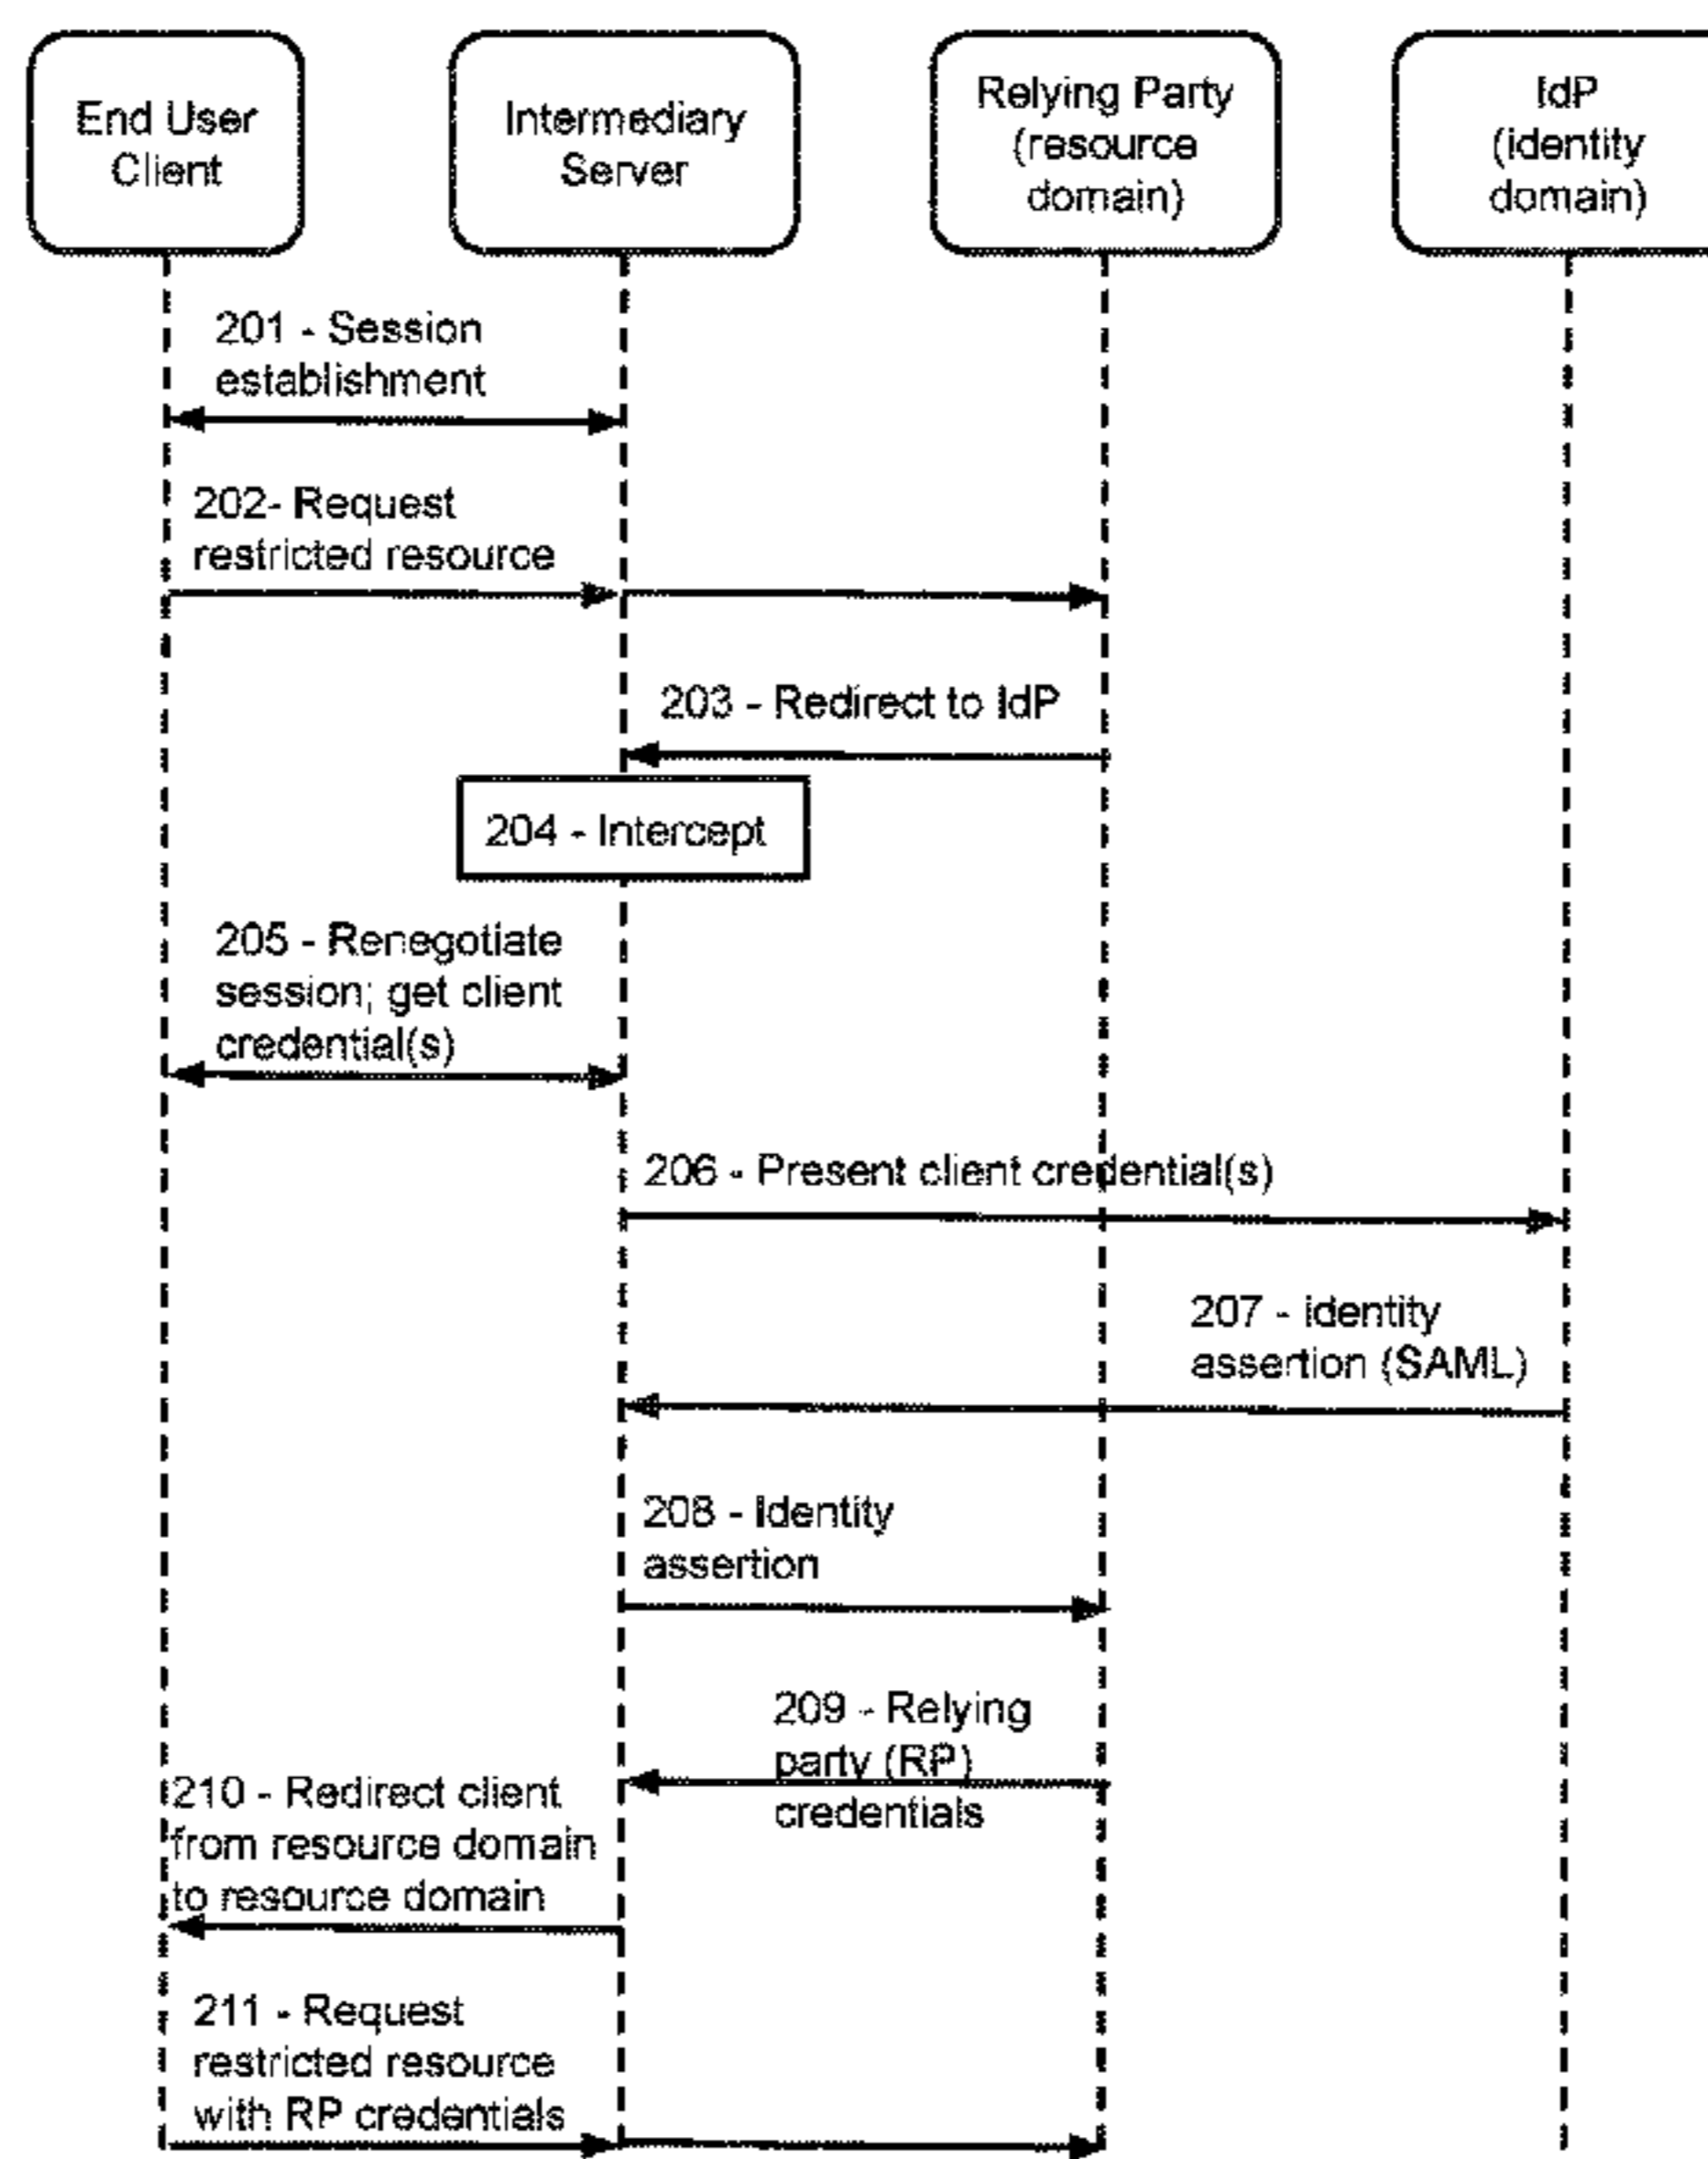 End User
Client
Intermediary
Server
Relying Party
(resource
domain)
IdP
(identity
domain)
201 - Session
establishment
202- Request
restricted resource
203 - Redirect to IdP
204 - Intercept
205 - Renegotiate
session; get client
credential(s)
206 - Present client credential(s)
207 - identity
assertion (SAML)
208 - Identity
assertion
209 - Relying
party (RP)
credentials
210 - Redirect client
from resource domain
to resource domain
211 - Request
restricted resource
with RP credentials